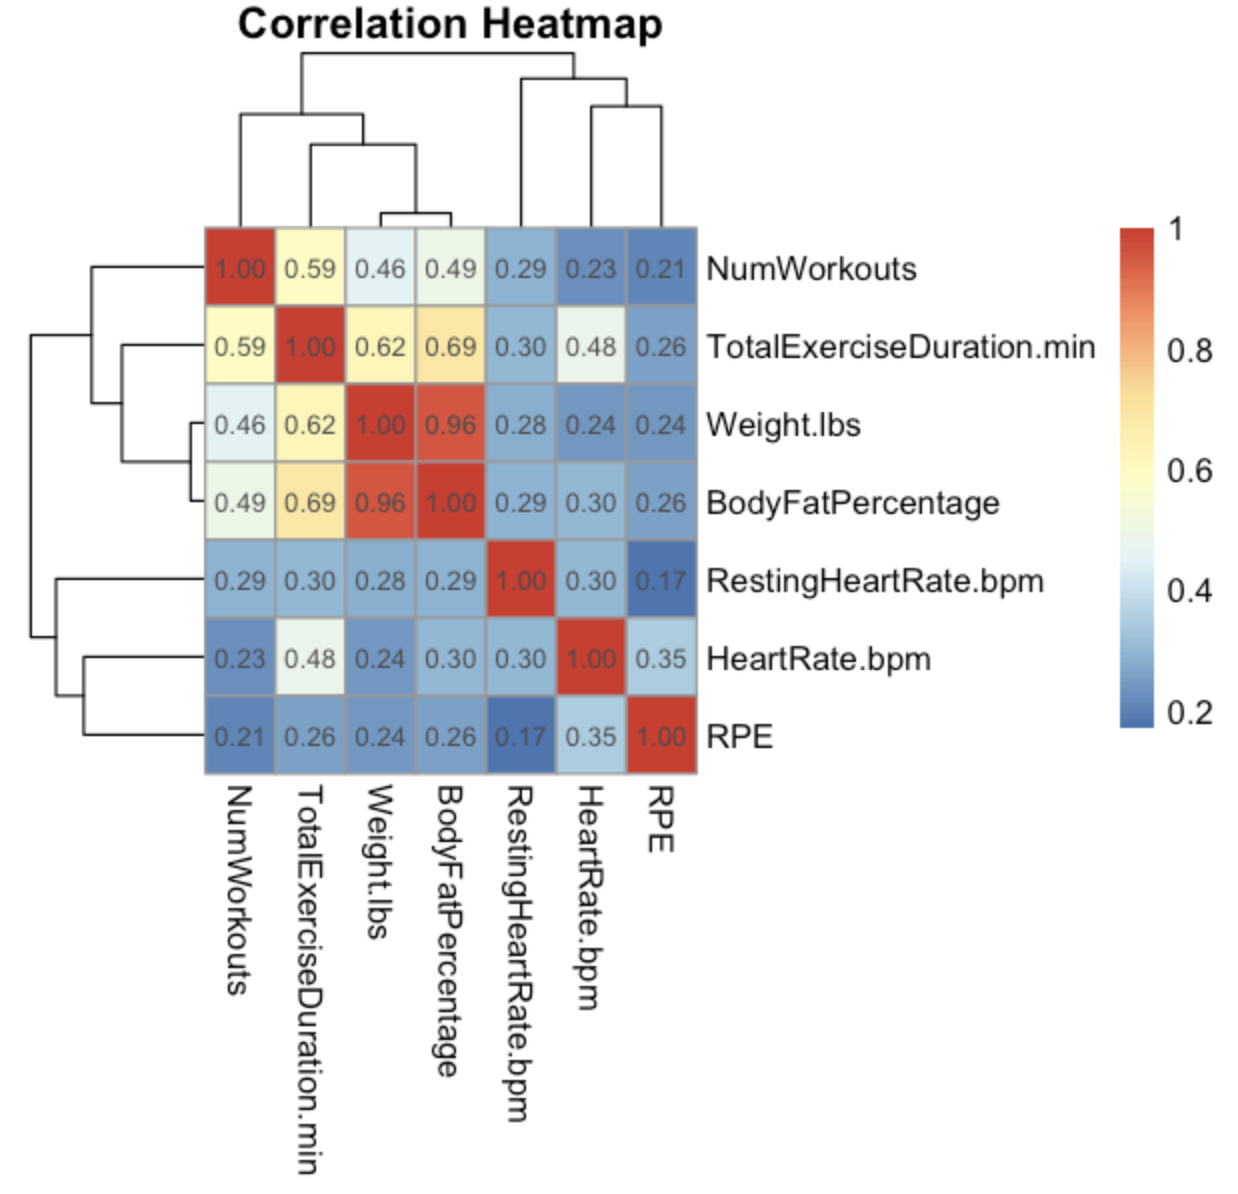 Correlation Heatmap
1.00 0.59 0.46 0.49 0.29 0.23 0.21 NumWorkouts
0.59 1.00 0.62 0.69 0.30 0.48 0.26 TotalExerciseDuration.min
0.46 0.62 1.00 0.96 0.28 0.24 0.24 Weight.lbs
0.49 0.69 0.96 1.00 0.29 0.30 0.26 BodyFatPercentage
0.29 0.30 0.28 0.29 1.00 0.30 0.17 RestingHeartRate.bpm
0.23 0.48 0.24 0.30 0.30 1.00 0.35 HeartRate.bpm
0.21 0.26 0.24 0.26 0.17 0.35 1.00 RPE
NumWorkouts
TotalExerciseDuration.min
Weight.lbs
BodyFatPercentage
RestingHeartRate.bpm
HeartRate.bpm
RPE
1
0.8
0.6
0.4
0.2